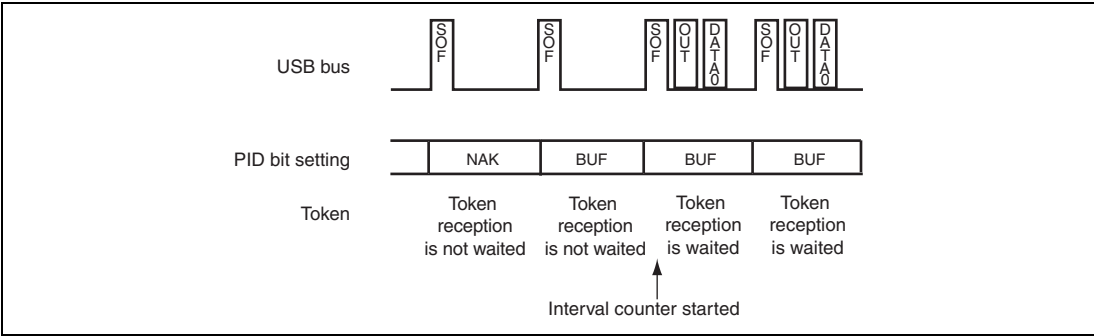 USB bus
SOF SOF SOF OUT DATA0 SOF OUT DATA0
PID bit setting
NAK BUF BUF BUF
Token
Token reception is not waited
Token reception is not waited
Token reception is waited
Token reception is waited
Interval counter started